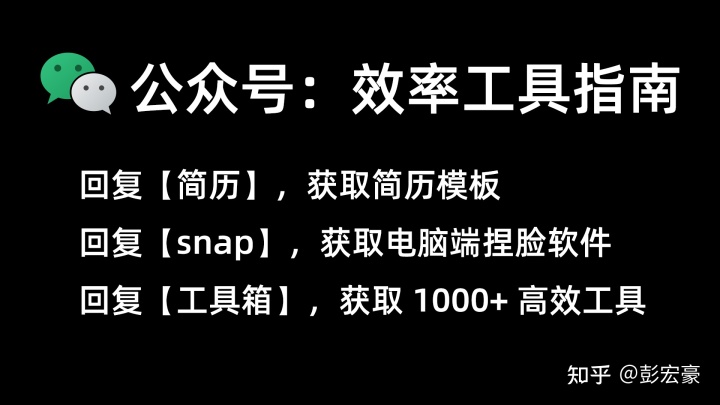 公众号：效率工具指南
回复【简历】，获取简历模板
回复【snap】，获取电脑端捏脸软件
回复【工具箱】，获取 1000+ 高效工具
知乎 @彭宏豪